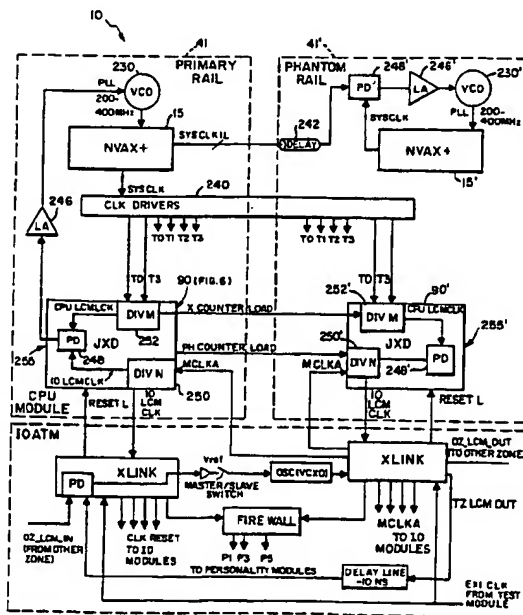 10
41
41'
PRIMARY RAIL
PHANTOM RAIL
230
VCO
PLL
200-
400MHz
15
NVAX+
SYSCLK1L
242
DELAY
248'
PD'
246'
LA
230'
VCO
PLL
200-
400MHz
SYSCLK
NVAX+
15'
SYSCLK
240
CLK DRIVERS
TO T1 T2 T3
TO T1 T2 T3
246
LA
TO T3
TO T3
90 (FIG.6)
252'
90'
CPU LCMCLK
DIV M
X COUNTER LOAD
DIV M
CPU LCMCLK
255
PD
JXD
252
250'
JXD
255'
248
PH COUNTER LOAD
DIV N
PD
IO LCMCLK
DIV N
MCLKA
MCLKA
248'
CPU
MODULE
IO
LCM
CLK
250
IO
LCM
CLK
RESET L
RESET L
IOATM
XLINK
Vref
MASTER/SLAVE
SWITCH
OSC(VCXO)
XLINK
OZ_LCM_OUT
TO OTHER
ZONE
PD
FIRE WALL
TZ LCM OUT
OZ_LCM_IN
(FROM OTHER
ZONE)
CLK RESET
TO IO
MODULES
P1 P3 P5
TO PERSONALITY MODULES
MCLKA
TO I.O
MODULES
DELAY LINE
~10 NS
EXI CLK
FROM TEST
MODULE